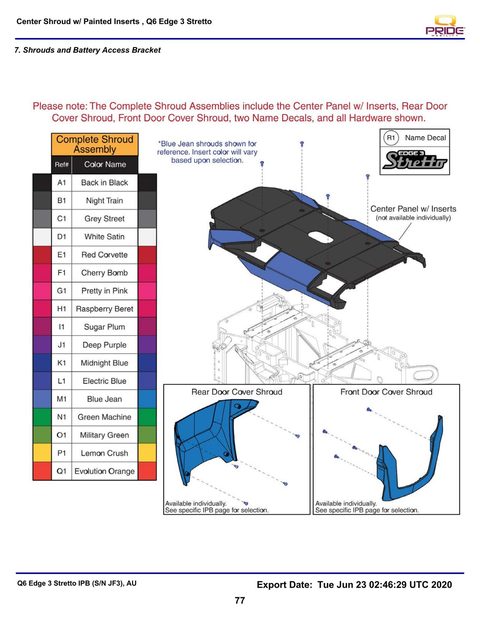 Center Shroud w/ Painted Inserts , Q6 Edge 3 Stretto
Q
PRIDE
7. Shrouds and Battery Access Bracket
Please note: The Complete Shroud Assemblies include the Center Panel w/ Inserts, Rear Door
Cover Shroud, Front Door Cover Shroud, two Name Decals, and all Hardware shown.
Complete Shroud
Assembly
Ref# Color Name
A1 Back in Black
B1 Night Train
C1 Grey Street
D1 White Satin
E1 Red Corvette
F1 Cherry Bomb
G1 Pretty in Pink
H1 Raspberry Beret
I1 Sugar Plum
J1 Deep Purple
K1 Midnight Blue
L1 Electric Blue
M1 Blue Jean
N1 Green Machine
O1 Military Green
P1 Lemon Crush
Q1 Evolution Orange
*Blue Jean shrouds shown for
reference. Insert color will vary
based upon selection.
R1 Name Decal
EDGE 3
Stretto
Center Panel w/ Inserts
(not available individually)
Rear Door Cover Shroud
Available individually.
See specific IPB page for selection.
Front Door Cover Shroud
Available individually.
See specific IPB page for selection.
Q6 Edge 3 Stretto IPB (S/N JF3), AU
Export Date: Tue Jun 23 02:46:29 UTC 2020
77